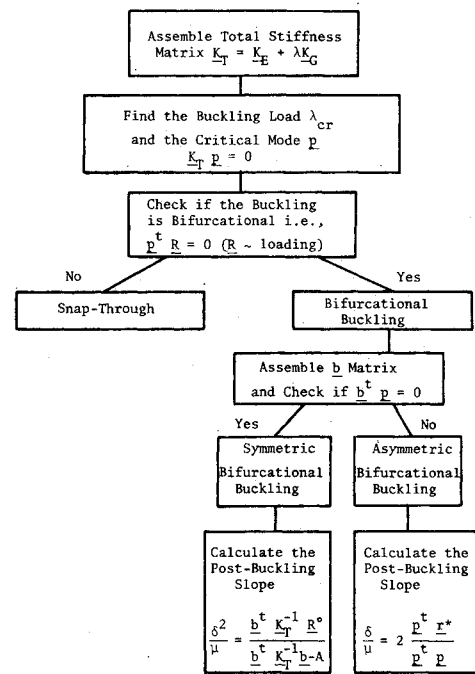 Assemble Total Stiffness
Matrix K_T = K_E + λK_G
Find the Buckling Load λ_cr
and the Critical Mode p
K_T p = 0
Check if the Buckling
is Bifurcational i.e.,
p^t R = 0 (R ~ loading)
No
Yes
Snap-Through
Bifurcational
Buckling
Assemble b Matrix
and Check if b^t p = 0
Yes
No
Symmetric
Bifurcational
Buckling
Asymmetric
Bifurcational
Buckling
Calculate the
Post-Buckling
Slope
δ²/μ = b^t K_T^-1 R° / b^t K_T^-1 b-A
Calculate the
Post-Buckling
Slope
δ/μ = 2 p^t r* / p^t p